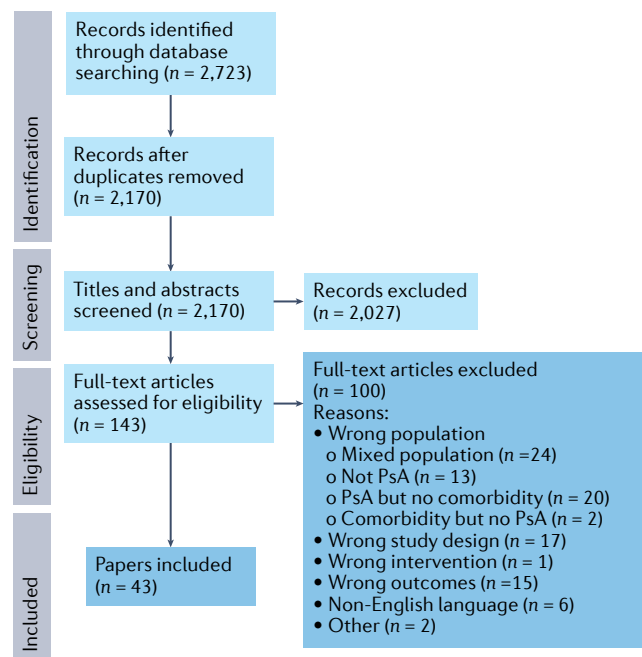 Identification
Records identified
through database
searching (n = 2,723)
Records after
duplicates removed
(n = 2,170)
Screening
Titles and abstracts
screened (n = 2,170)
Records excluded
(n = 2,027)
Eligibility
Full-text articles
assessed for eligibility
(n = 143)
Full-text articles excluded
(n = 100)
Reasons:
• Wrong population
o Mixed population (n =24)
o Not PsA (n = 13)
o PsA but no comorbidity (n = 20)
o Comorbidity but no PsA (n = 2)
• Wrong study design (n = 17)
• Wrong intervention (n = 1)
• Wrong outcomes (n =15)
• Non-English language (n = 6)
• Other (n = 2)
Included
Papers included
(n = 43)